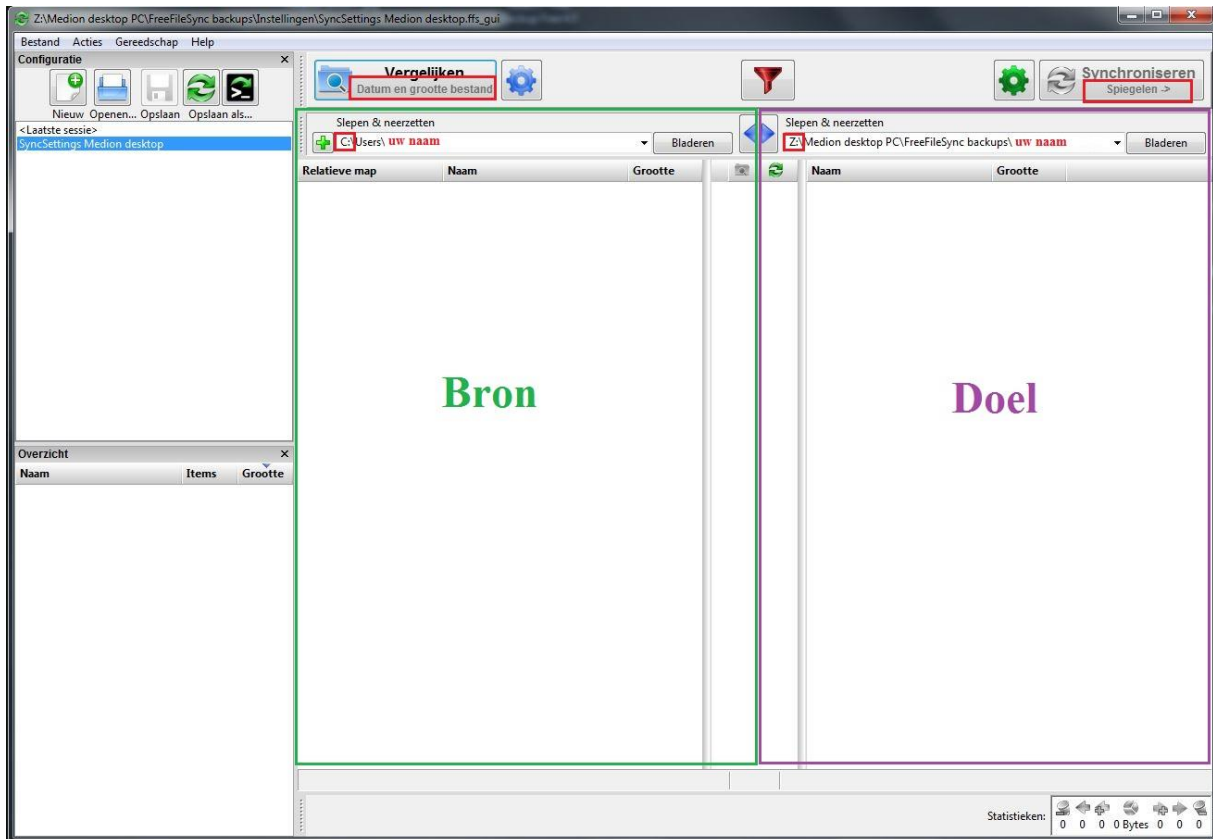 Z:\Medion desktop PC\FreeFileSync backups\Instellingen\SyncSettings Medion desktop.ffs_gui
Bestand Acties Gereedschap Help
Configuratie
Nieuw Openen... Opslaan Opslaan als...
<Laatste sessie>
SyncSettings Medion desktop
Vergelijken
Datum en grootte bestand
Synchroniseren
Spiegelen ->
Slepen & neerzetten
C:\Users\ uw naam
Bladeren
Slepen & neerzetten
Z:\Medion desktop PC\FreeFileSync backups\ uw naam
Bladeren
Relatieve map Naam Grootte
Naam Grootte
Bron
Doel
Overzicht
Naam Items Grootte
Statistieken:
0 0 0 0 Bytes 0 0 0